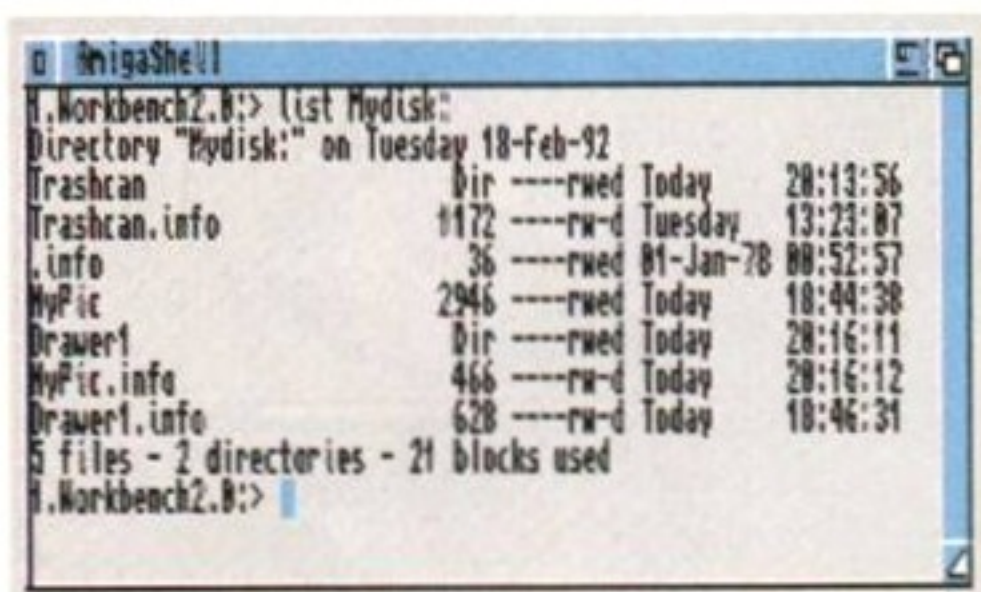 AmigaShell
1.Workbench2.0:> list Mydisk:
Directory "Mydisk:" on Tuesday 18-Feb-92
Trashcan Dir ----rwed Today 20:13:56
Trashcan.info 1172 ----rw-d Tuesday 13:23:07
.info 36 ----rwed 01-Jan-78 00:52:57
MyPic 2946 ----rwed Today 18:44:38
Drawer1 Dir ----rwed Today 20:16:11
MyPic.info 466 ----rw-d Today 20:16:12
Drawer1.info 628 ----rw-d Today 18:46:31
5 files - 2 directories - 21 blocks used
1.Workbench2.0:>